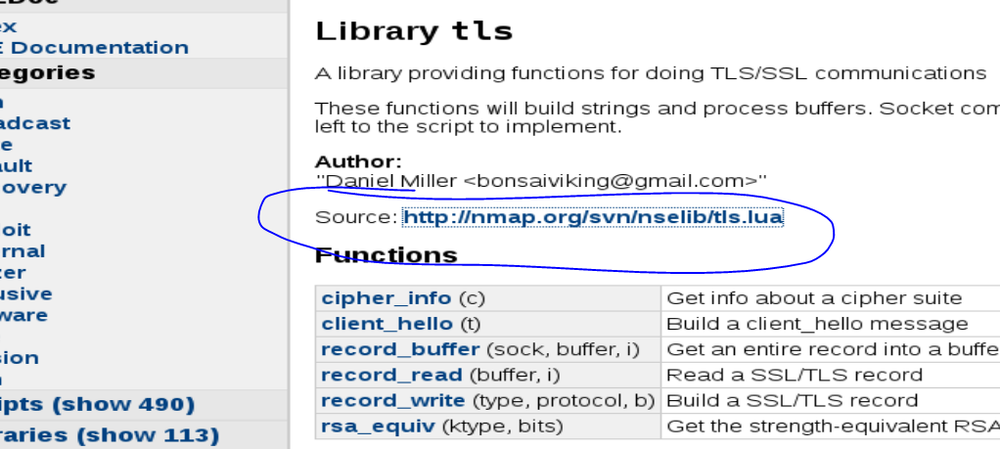 E Documentation
egories
adcast
ault
overy
oit
rnal
usive
ware
sion
ipts (show 490)
raries (show 113)
Library tls
A library providing functions for doing TLS/SSL communications
These functions will build strings and process buffers. Socket com
left to the script to implement.
Author:
"Daniel Miller <bonsaiviking@gmail.com>"
Source: http://nmap.org/svn/nselib/tls.lua
Functions
cipher_info (c) Get info about a cipher suite
client_hello (t) Build a client_hello message
record_buffer (sock, buffer, i) Get an entire record into a buffe
record_read (buffer, i) Read a SSL/TLS record
record_write (type, protocol, b) Build a SSL/TLS record
rsa_equiv (ktype, bits) Get the strength-equivalent RSA